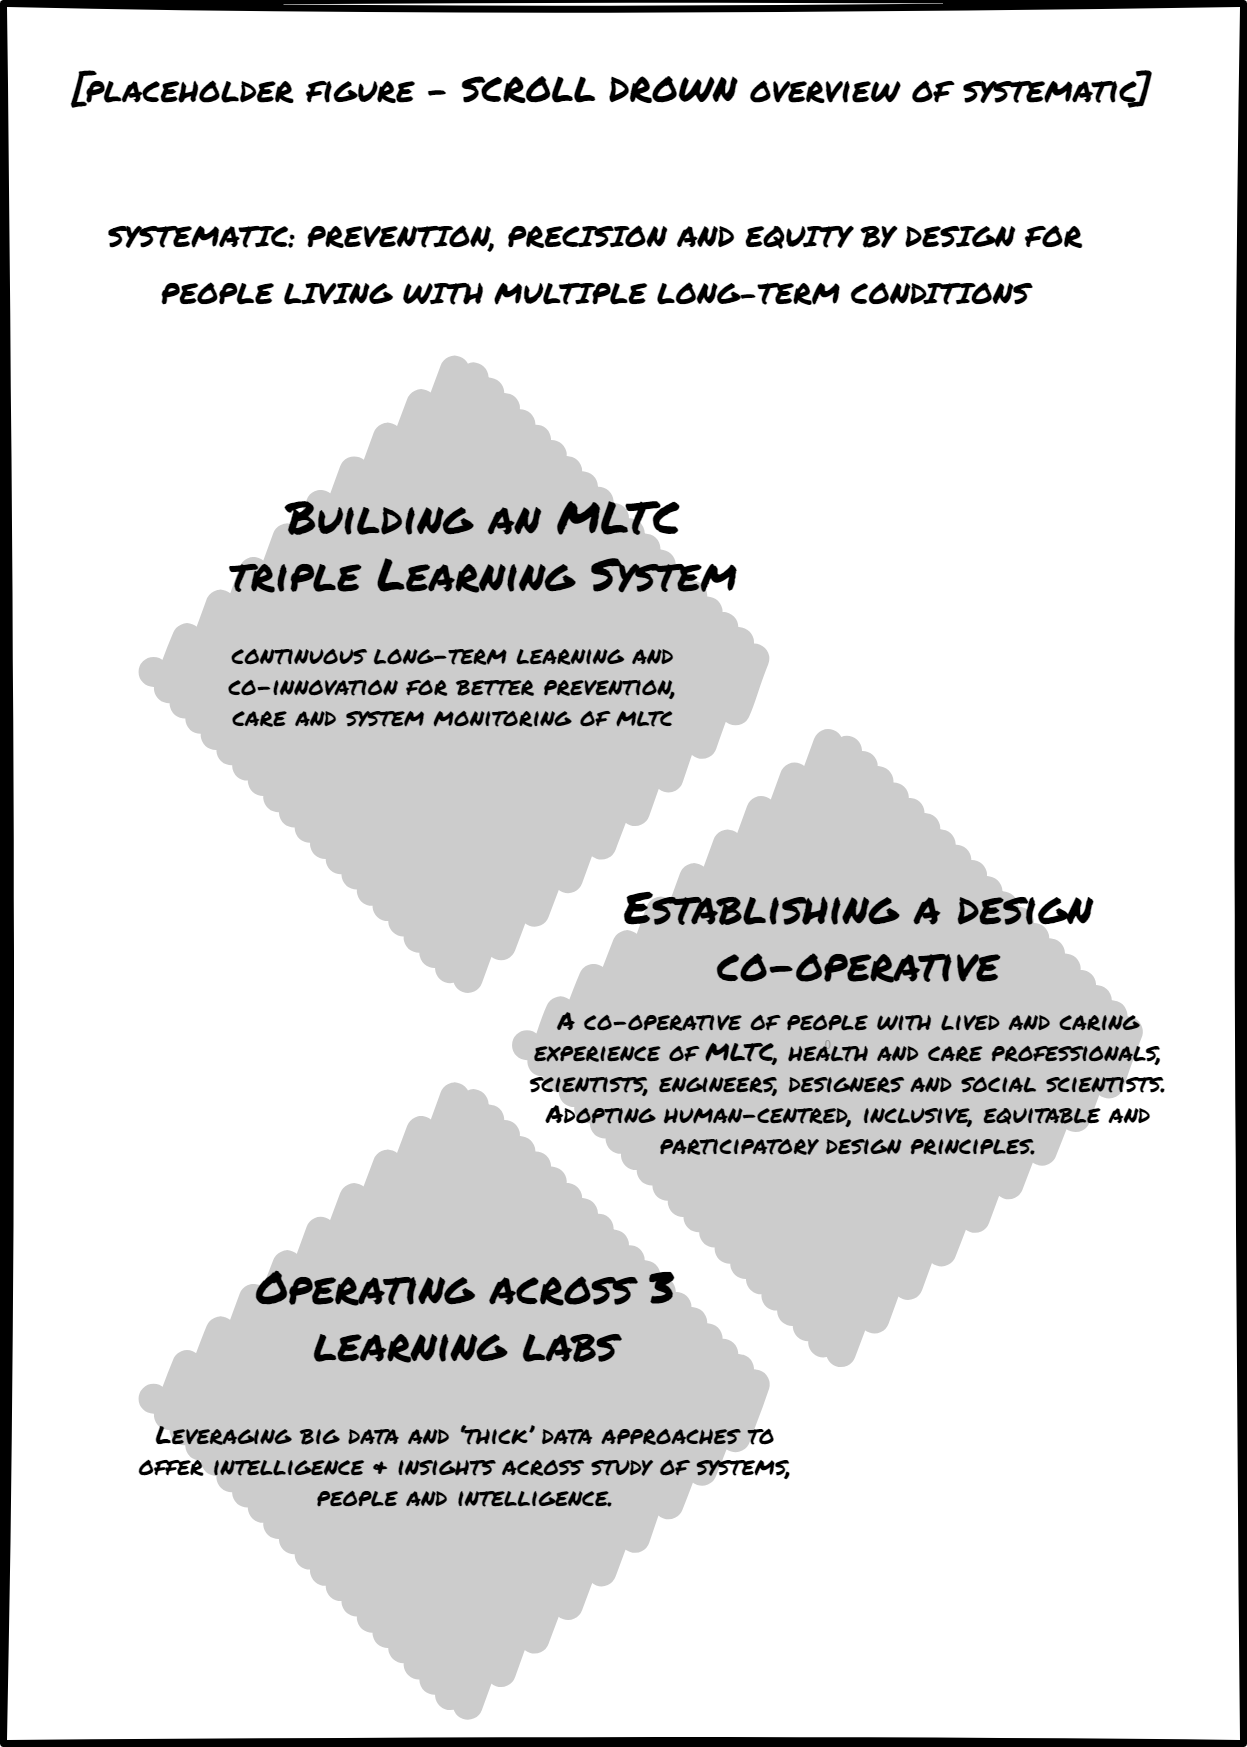 [PLACEHOLDER FIGURE - SCROLL DROWN OVERVIEW OF SYSTEMATIC]
SYSTEMATIC: PREVENTION, PRECISION AND EQUITY BY DESIGN FOR
PEOPLE LIVING WITH MULTIPLE LONG-TERM CONDITIONS
BUILDING AN MLTC
TRIPLE LEARNING SYSTEM
CONTINUOUS LONG-TERM LEARNING AND
CO-INNOVATION FOR BETTER PREVENTION,
CARE AND SYSTEM MONITORING OF MLTC
ESTABLISHING A DESIGN
CO-OPERATIVE
A CO-OPERATIVE OF PEOPLE WITH LIVED AND CARING
EXPERIENCE OF MLTC, HEALTH AND CARE PROFESSIONALS,
SCIENTISTS, ENGINEERS, DESIGNERS AND SOCIAL SCIENTISTS.
ADOPTING HUMAN-CENTRED, INCLUSIVE, EQUITABLE AND
PARTICIPATORY DESIGN PRINCIPLES.
OPERATING ACROSS 3
LEARNING LABS
LEVERAGING BIG DATA AND 'THICK' DATA APPROACHES TO
OFFER INTELLIGENCE & INSIGHTS ACROSS STUDY OF SYSTEMS,
PEOPLE AND INTELLIGENCE.